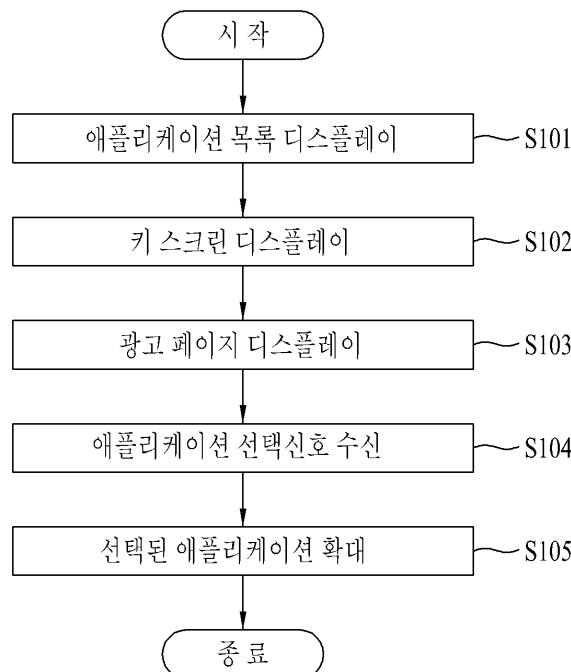 시 작
애플리케이션 목록 디스플레이 S101
키 스크린 디스플레이 S102
광고 페이지 디스플레이 S103
애플리케이션 선택신호 수신 S104
선택된 애플리케이션 확대 S105
종 료